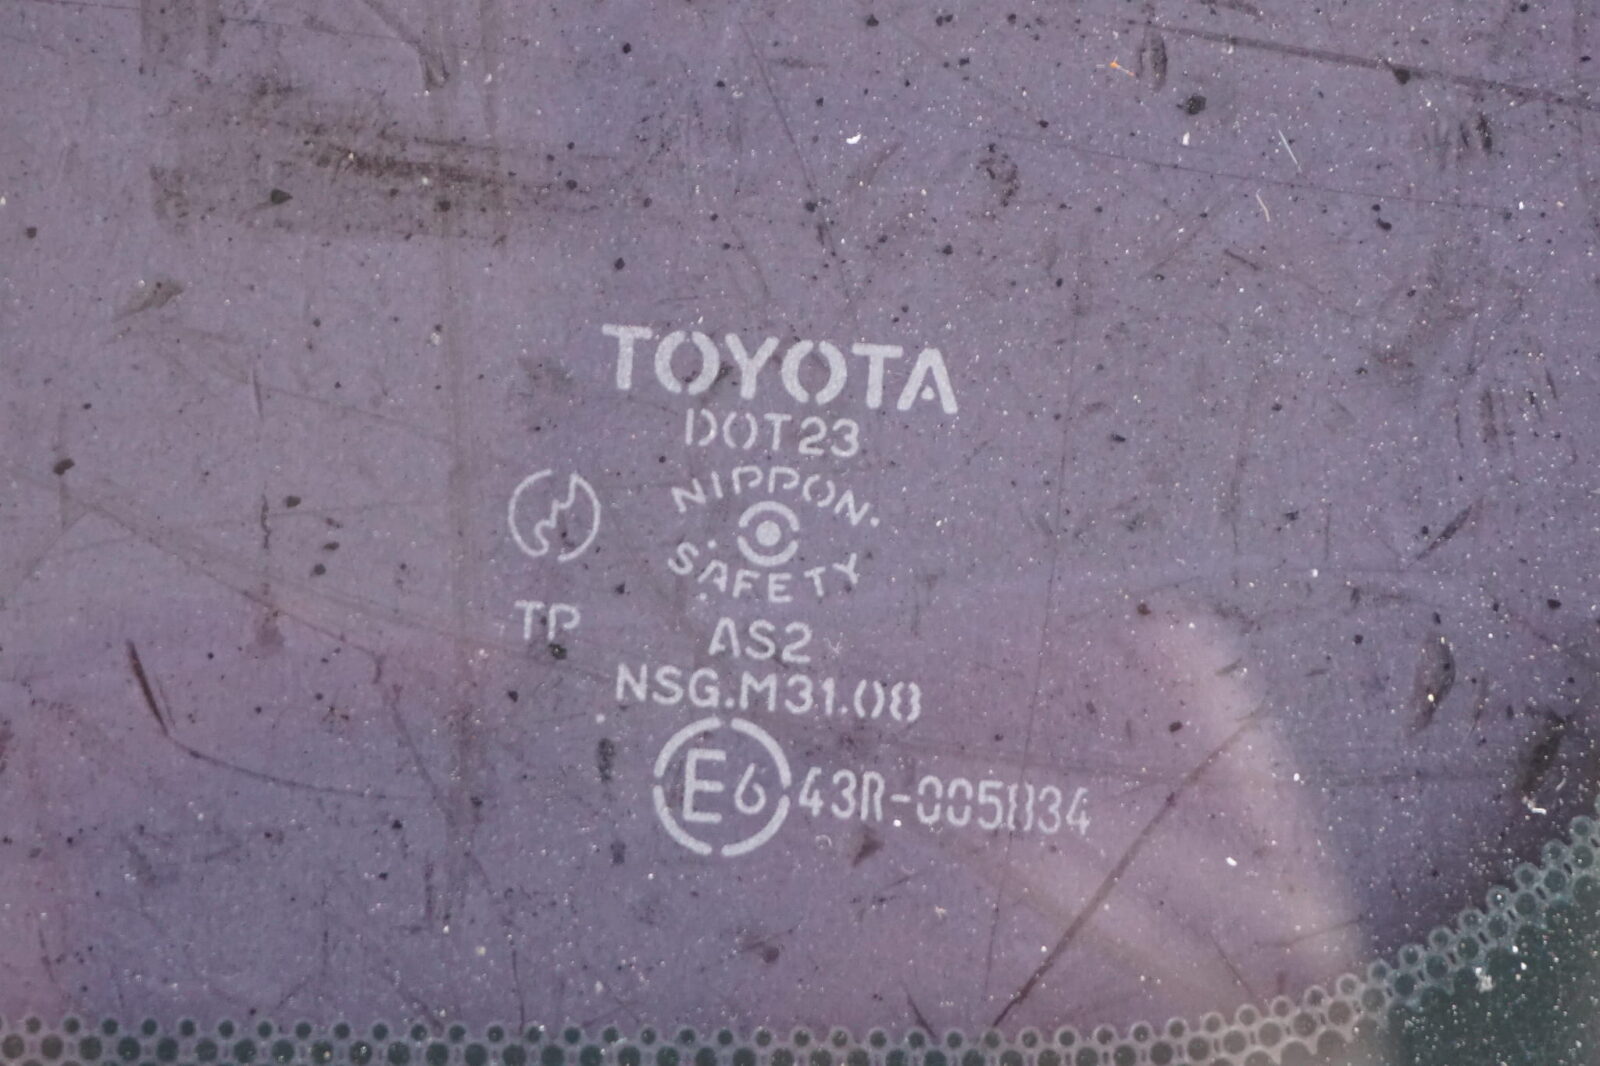 TOYOTA
DOT23
NIPPON.
SAFETY
TP
AS2
NSG.M31.08
E6 43R-005834